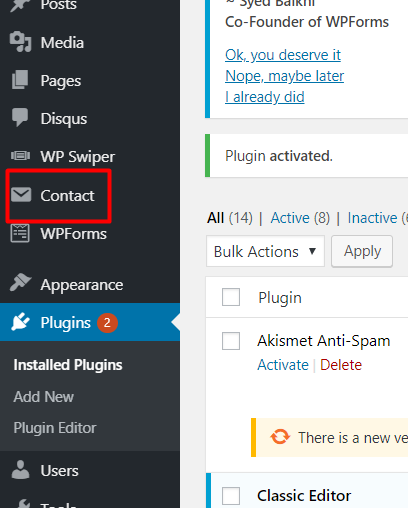 Posts
Media
Pages
Disqus
WP Swiper
Contact
WPForms
Appearance
Plugins 2
Installed Plugins
Add New
Plugin Editor
Users
Tools
~ Syed Balkhi
Co-Founder of WPForms
Ok, you deserve it
Nope, maybe later
I already did
Plugin activated.
All (14) | Active (8) | Inactive (6
Bulk Actions ▼ Apply
Plugin
Akismet Anti-Spam
Activate | Delete
There is a new ve
Classic Editor